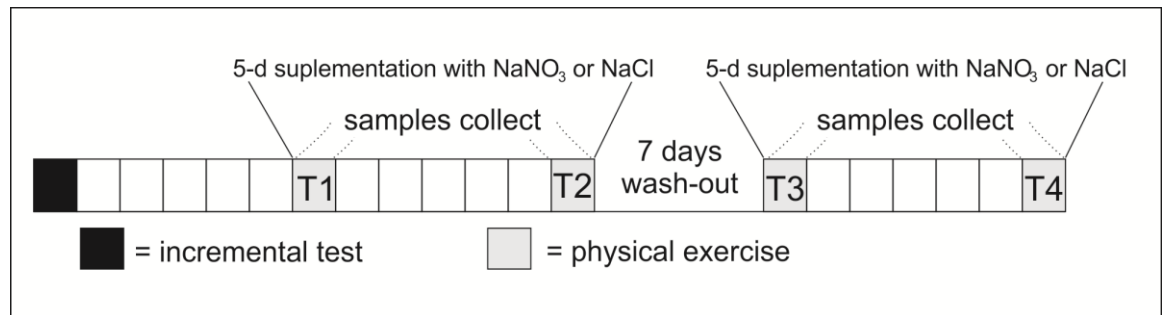 5-d suplementation with NaNO₃ or NaCl
5-d suplementation with NaNO₃ or NaCl
samples collect
samples collect
7 days
wash-out
T1
T2
T3
T4
= incremental test
= physical exercise